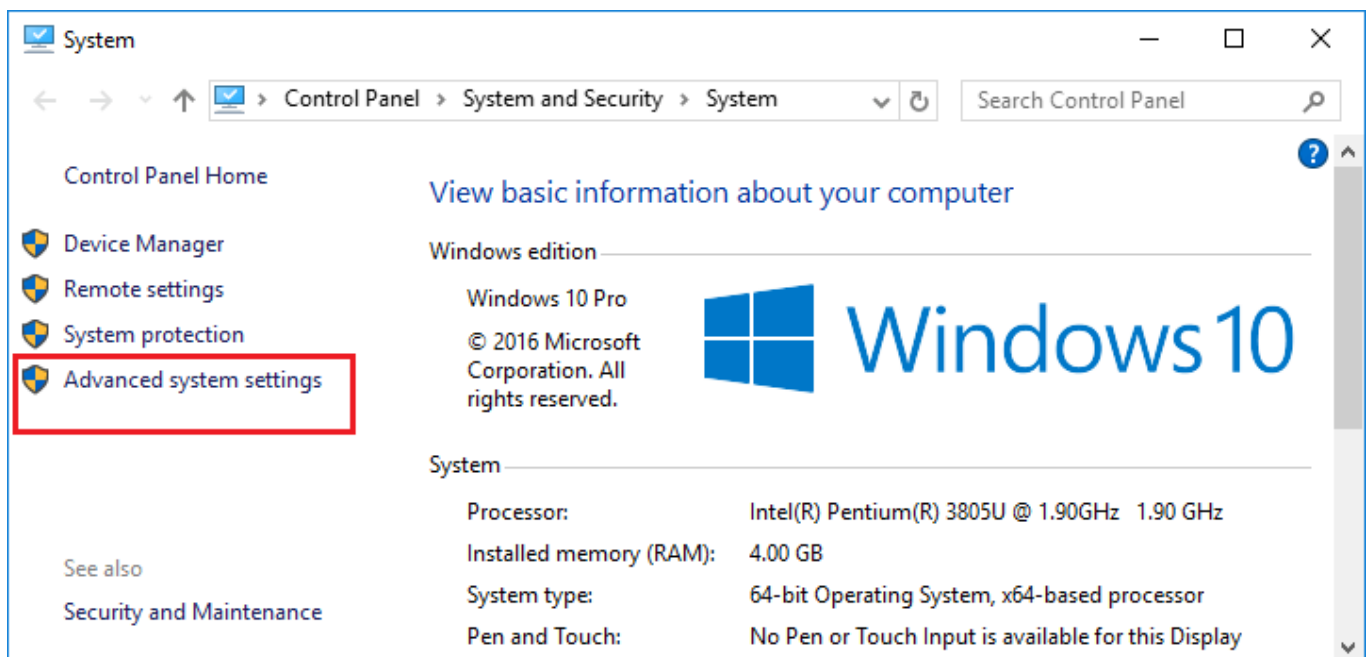 System
Control Panel > System and Security > System
Search Control Panel
?
Control Panel Home
Device Manager
Remote settings
System protection
Advanced system settings
See also
Security and Maintenance
View basic information about your computer
Windows edition
Windows 10 Pro
© 2016 Microsoft
Corporation. All
rights reserved.
Windows 10
System
Processor: Intel(R) Pentium(R) 3805U @ 1.90GHz 1.90 GHz
Installed memory (RAM): 4.00 GB
System type: 64-bit Operating System, x64-based processor
Pen and Touch: No Pen or Touch Input is available for this Display